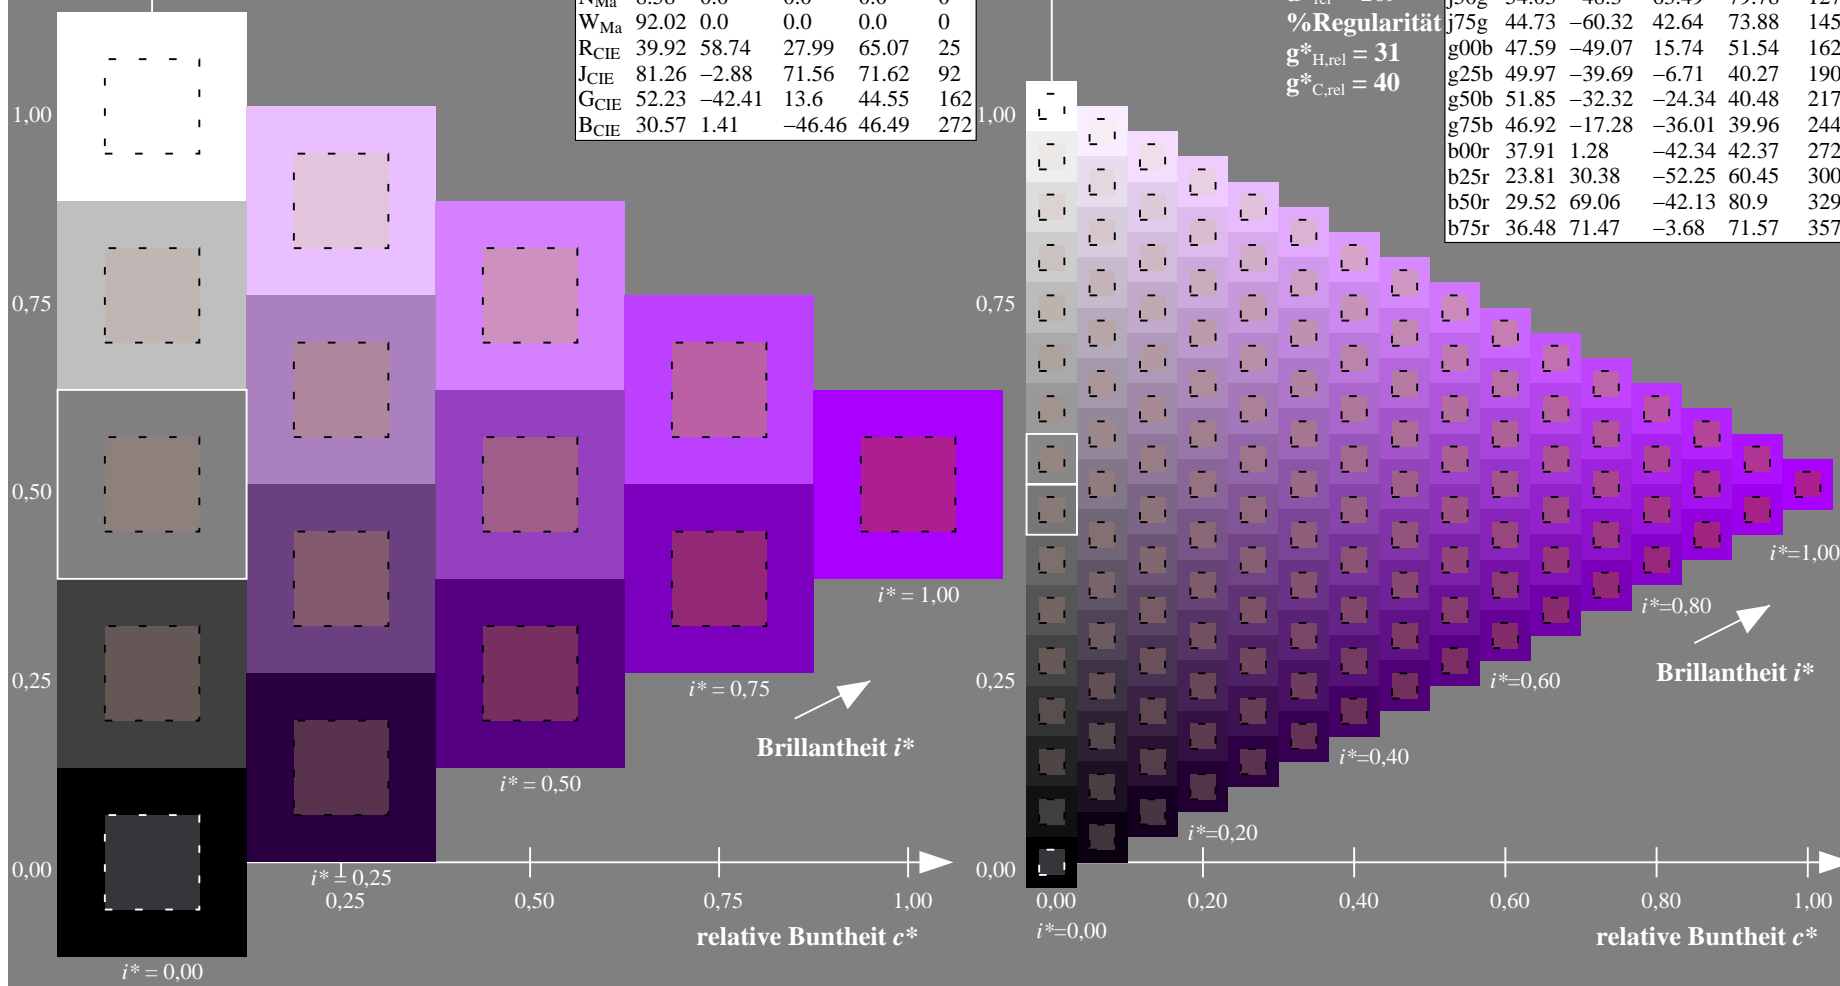 N_Ma 8.38 0.0 0.0 0.0 0
W_Ma 92.02 0.0 0.0 0.0 0
R_CIE 39.92 58.74 27.99 65.07 25
J_CIE 81.26 −2.88 71.56 71.62 92
G_CIE 52.23 −42.41 13.6 44.55 162
B_CIE 30.57 1.41 −46.46 46.49 272
1,00
0,75
0,50
0,25
0,00
i* = 1,00
i* = 0,75
Brillantheit i*
i* = 0,50
i* = 0,25
0,25 0,50 0,75 1,00
relative Buntheit c*
i* = 0,00
%Regularität
g*H,rel = 31
g*C,rel = 40
j75g 44.73 −60.32 42.64 73.88 145
g00b 47.59 −49.07 15.74 51.54 162
g25b 49.97 −39.69 −6.71 40.27 190
g50b 51.85 −32.32 −24.34 40.48 217
g75b 46.92 −17.28 −36.01 39.96 244
b00r 37.91 1.28 −42.34 42.37 272
b25r 23.81 30.38 −52.25 60.45 300
b50r 29.52 69.06 −42.13 80.9 329
b75r 36.48 71.47 −3.68 71.57 357
1,00
0,75
0,25
0,00
i*=1,00
i*=0,80
Brillantheit i*
i*=0,60
i*=0,40
i*=0,20
0,00 0,20 0,40 0,60 0,80 1,00
i*=0,00
relative Buntheit c*